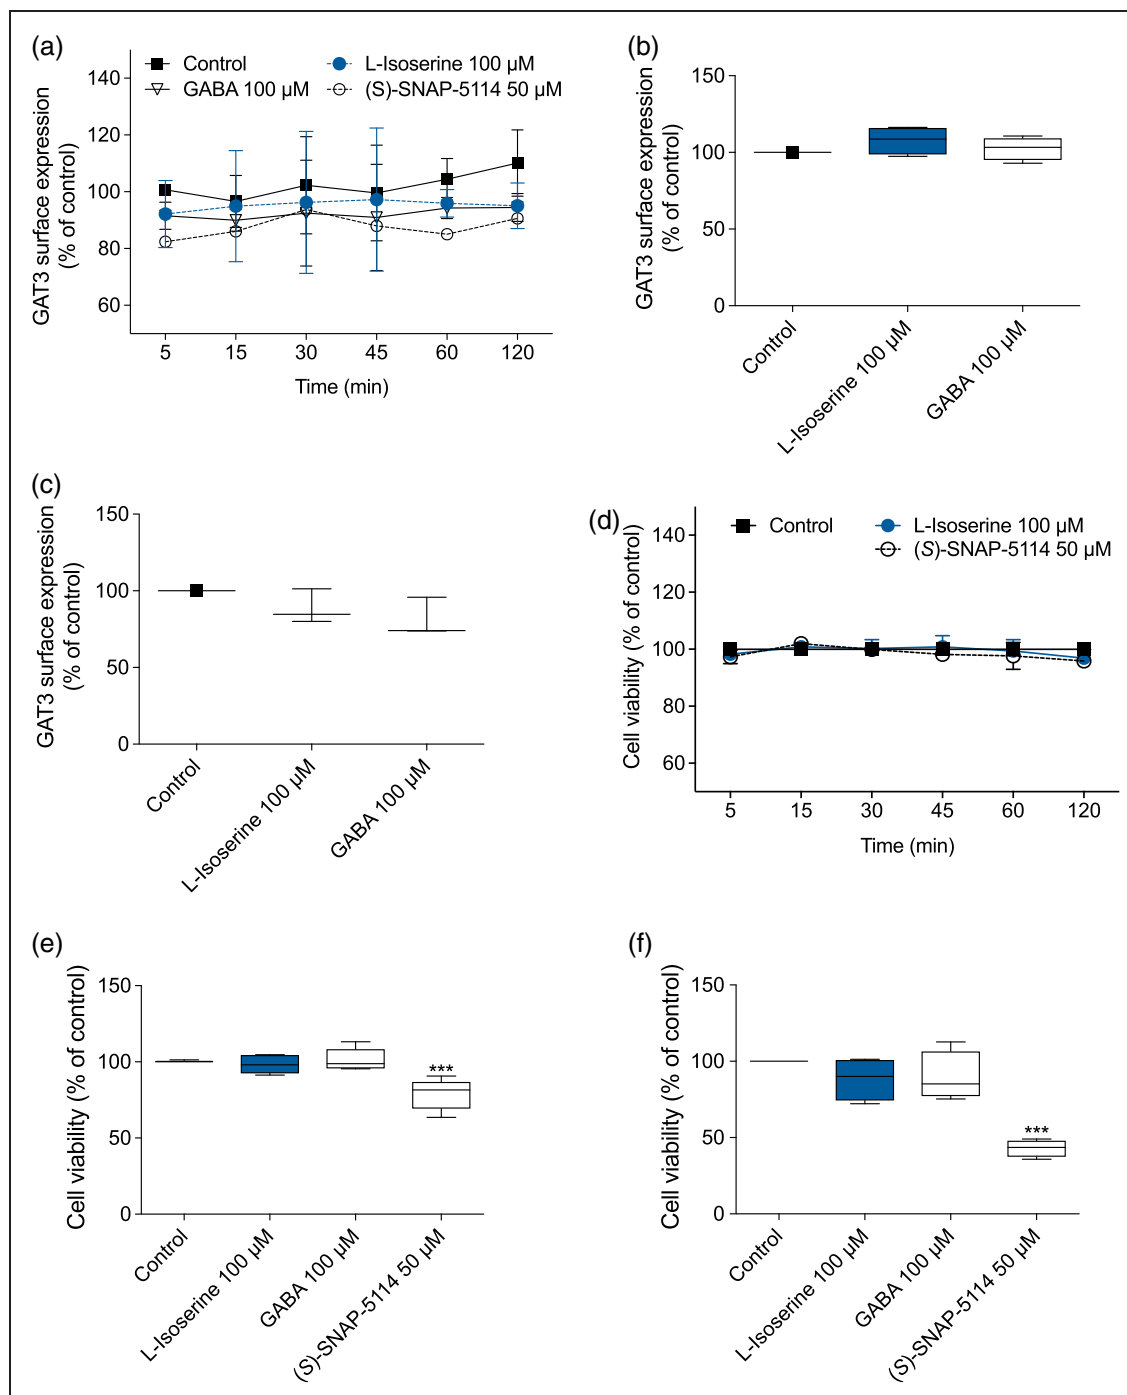 (a)
Control
L-Isoserine 100 μM
GABA 100 μM
(S)-SNAP-5114 50 μM
GAT3 surface expression
(% of control)
140
120
100
80
60
5 15 30 45 60 120
Time (min)
(b)
GAT3 surface expression
(% of control)
150
100
50
0
Control
L-Isoserine 100 μM
GABA 100 μM
(c)
GAT3 surface expression
(% of control)
150
100
50
0
Control
L-Isoserine 100 μM
GABA 100 μM
(d)
Control
L-Isoserine 100 μM
(S)-SNAP-5114 50 μM
Cell viability (% of control)
140
120
100
80
60
5 15 30 45 60 120
Time (min)
(e)
Cell viability (% of control)
150
100
50
0
***
Control
L-Isoserine 100 μM
GABA 100 μM
(S)-SNAP-5114 50 μM
(f)
Cell viability (% of control)
150
100
50
0
***
Control
L-Isoserine 100 μM
GABA 100 μM
(S)-SNAP-5114 50 μM